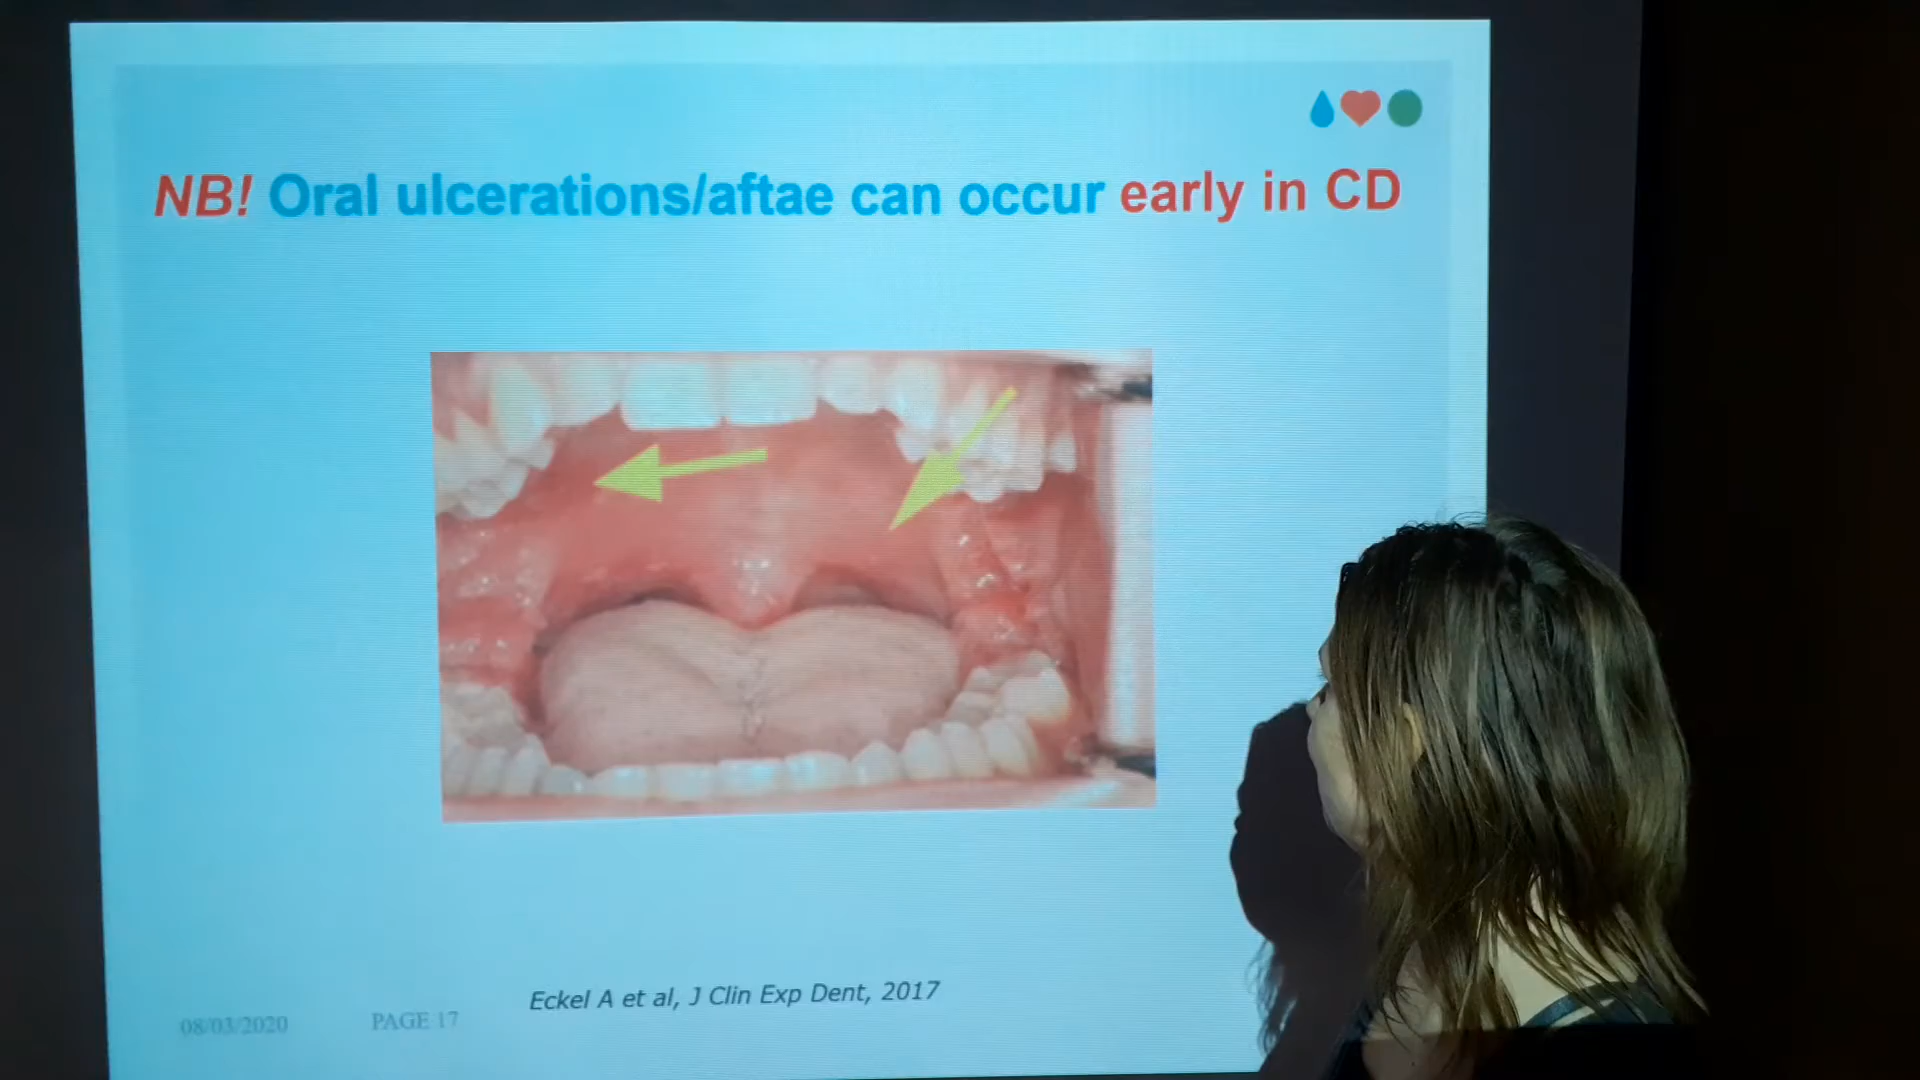 NB! Oral ulcerations/aftae can occur early in CD
Eckel A et al, J Clin Exp Dent, 2017
08/03/2020 PAGE 17